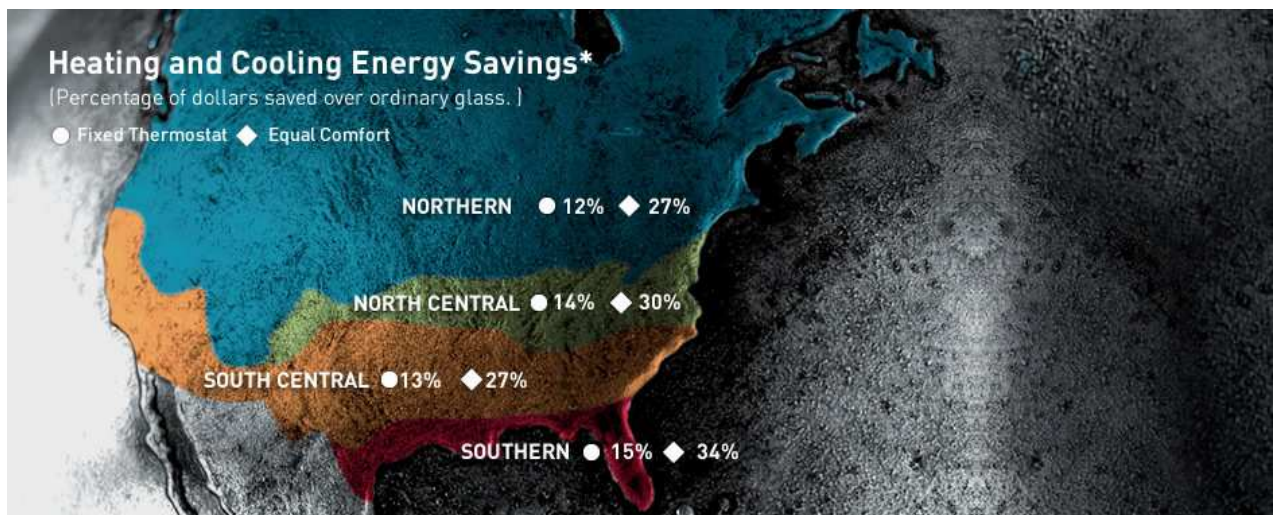 Heating and Cooling Energy Savings*
(Percentage of dollars saved over ordinary glass. )
Fixed Thermostat Equal Comfort
NORTHERN 12% 27%
NORTH CENTRAL 14% 30%
SOUTH CENTRAL 13% 27%
SOUTHERN 15% 34%